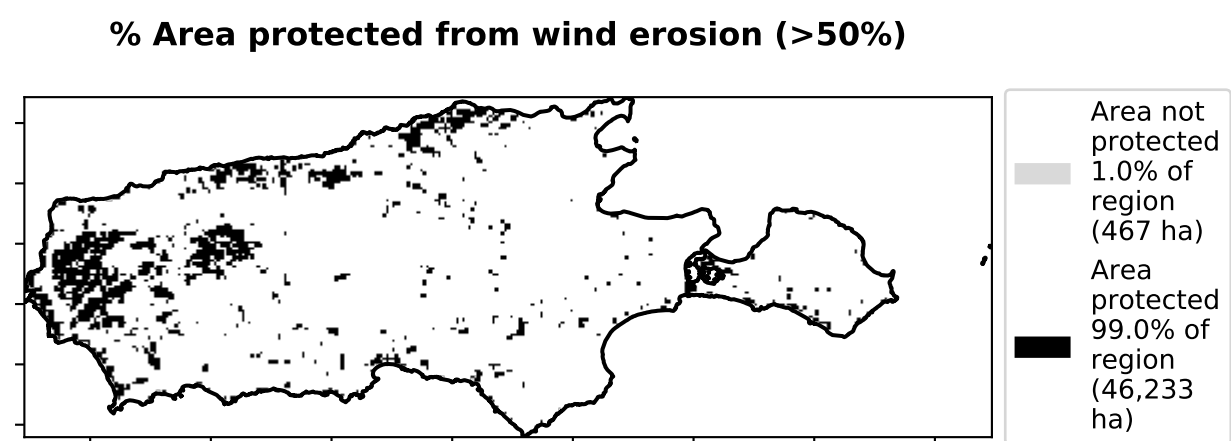 % Area protected from wind erosion (>50%)
Area not
protected
1.0% of
region
(467 ha)
Area
protected
99.0% of
region
(46,233
ha)